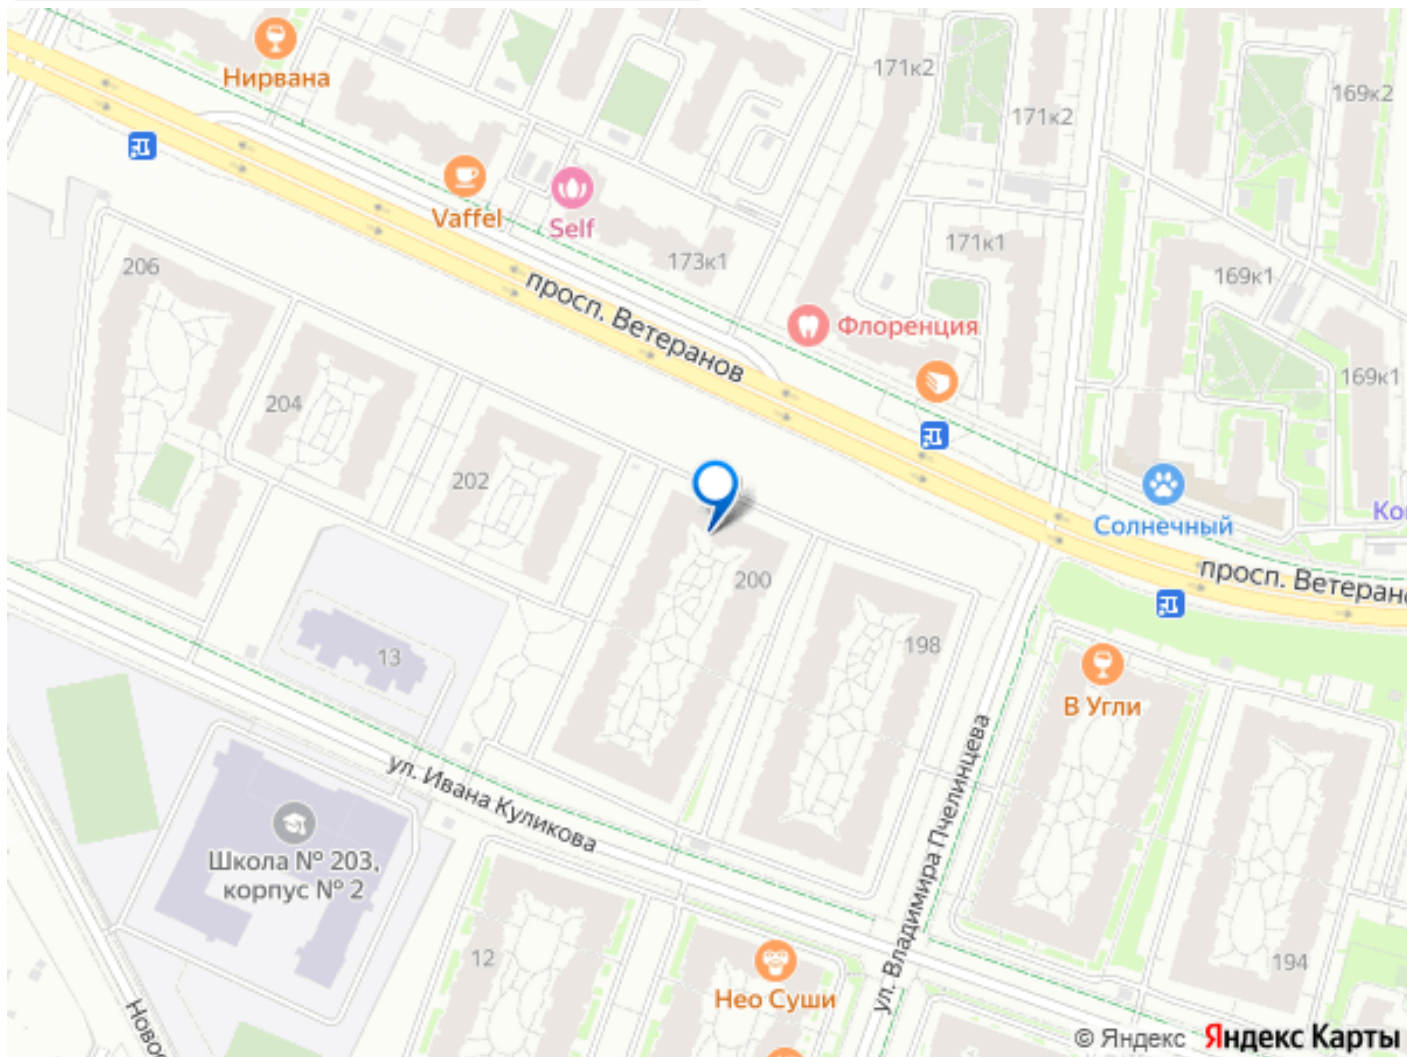 Нирвана
171к2
169к2
171к2
Vaffel
Self
173к1
171к1
206
169к1
просп. Ветеранов
Флоренция
169к1
204
202
Солнечный
200
просп. Ветеранов
198
13
В Угли
ул. Ивана Куликова
ул. Владимира Пчелинцева
Школа № 203,
корпус № 2
12
Нео Суши
194
© Яндекс Яндекс Карты